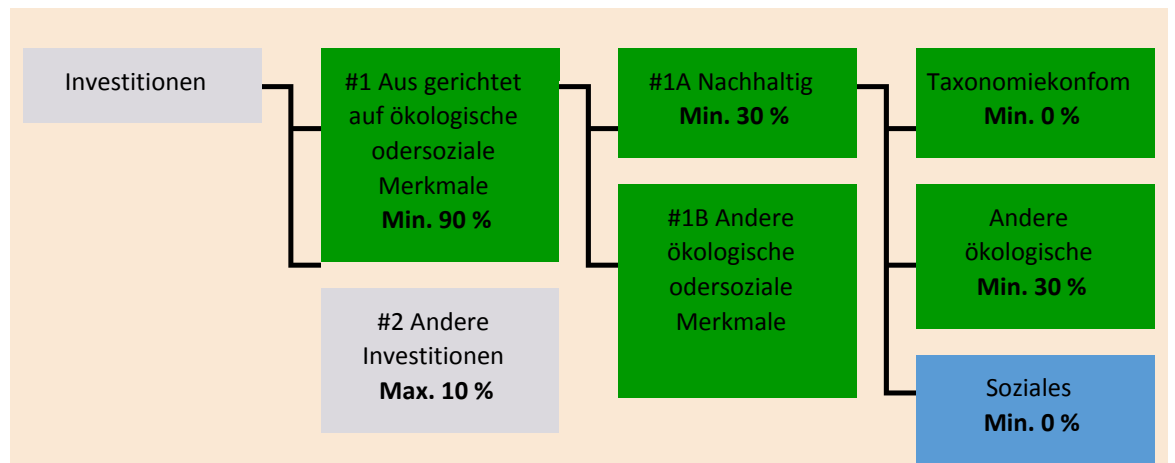 Investitionen
#1 Aus gerichtet
auf ökologische
odersoziale
Merkmale
Min. 90 %
#2 Andere
Investitionen
Max. 10 %
#1A Nachhaltig
Min. 30 %
#1B Andere
ökologische
odersoziale
Merkmale
Taxonomiekonfom
Min. 0 %
Andere
ökologische
Min. 30 %
Soziales
Min. 0 %